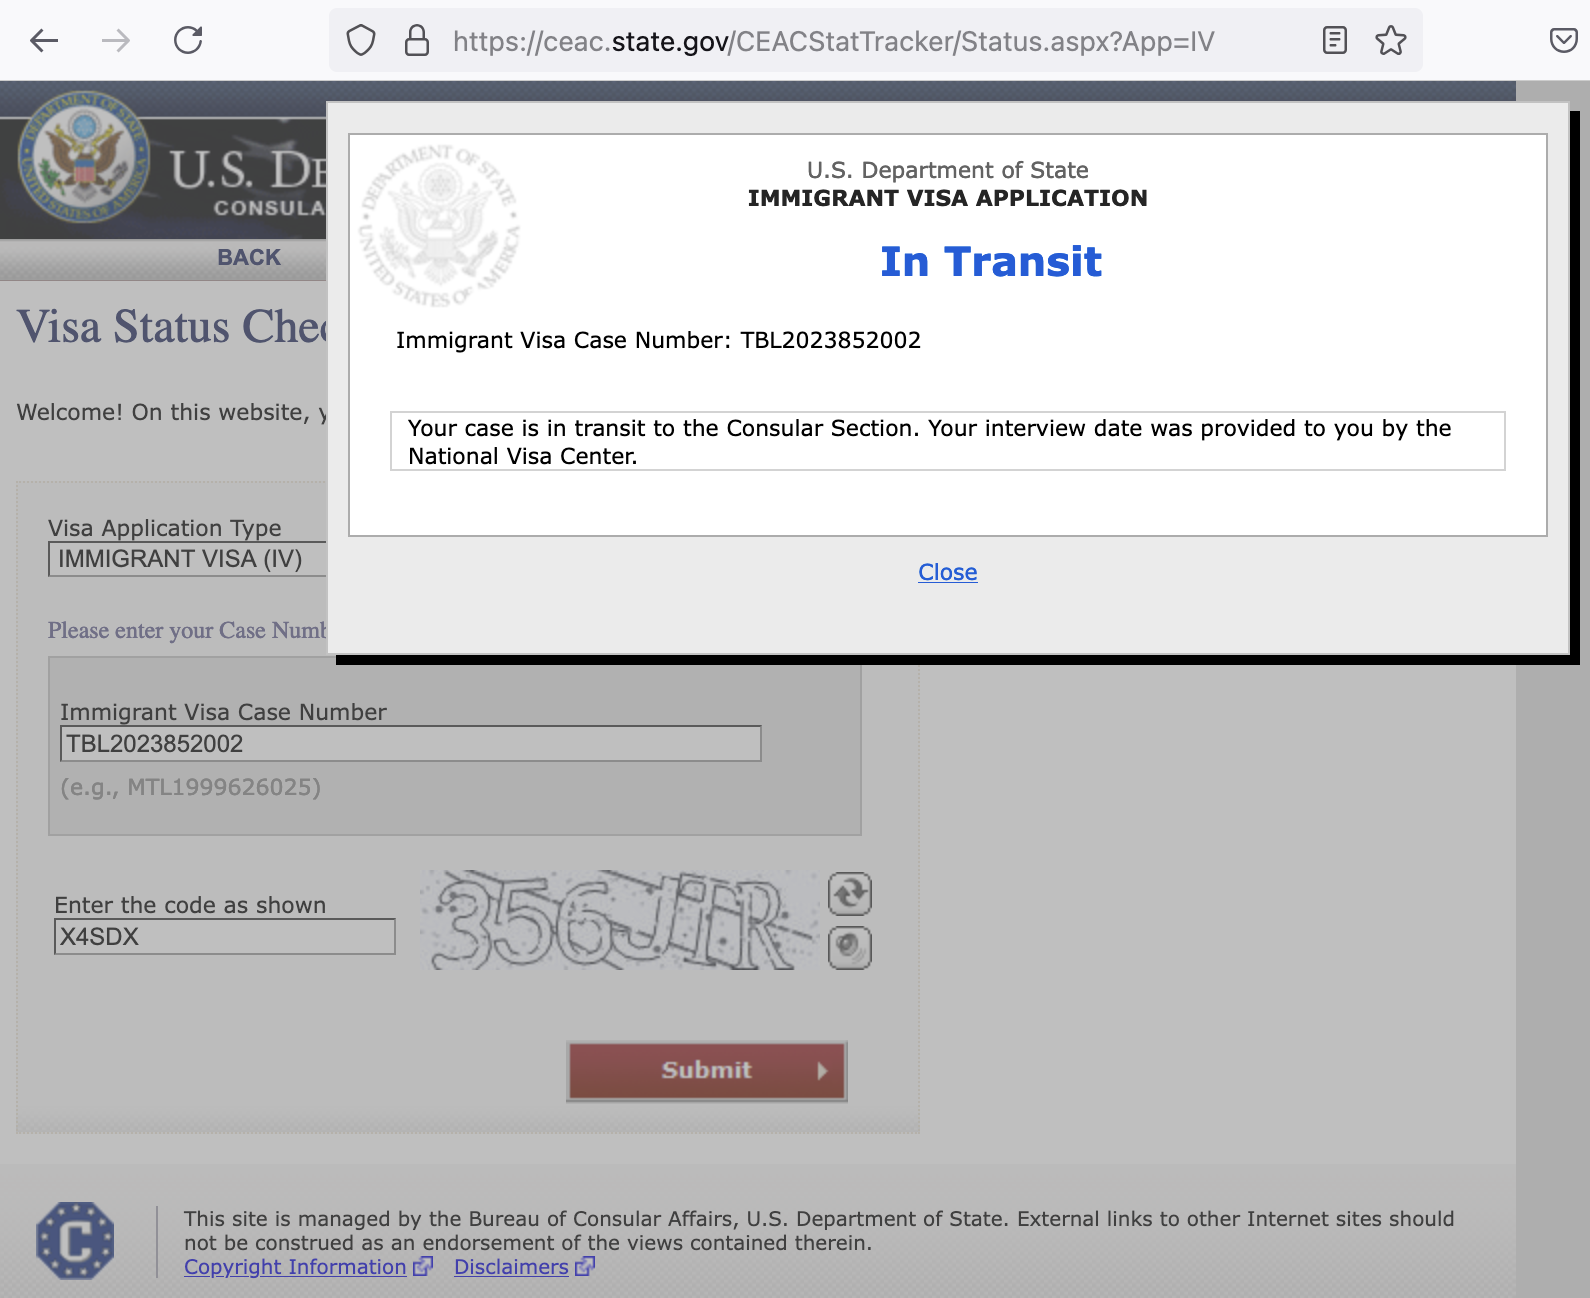 https://ceac.state.gov/CEACStatTracker/Status.aspx?App=IV
U.S. DE
CONSULA
BACK
Visa Status Chec
Welcome! On this website, y
DEPARTMENT OF STATE
UNITED STATES OF AMERICA
U.S. Department of State
IMMIGRANT VISA APPLICATION
In Transit
Immigrant Visa Case Number: TBL2023852002
Your case is in transit to the Consular Section. Your interview date was provided to you by the
National Visa Center.
Close
Visa Application Type
IMMIGRANT VISA (IV)
Please enter your Case Numb
Immigrant Visa Case Number
TBL2023852002
(e.g., MTL1999626025)
Enter the code as shown
X4SDX
356JTR
Submit
C
This site is managed by the Bureau of Consular Affairs, U.S. Department of State. External links to other Internet sites should
not be construed as an endorsement of the views contained therein.
Copyright Information
Disclaimers